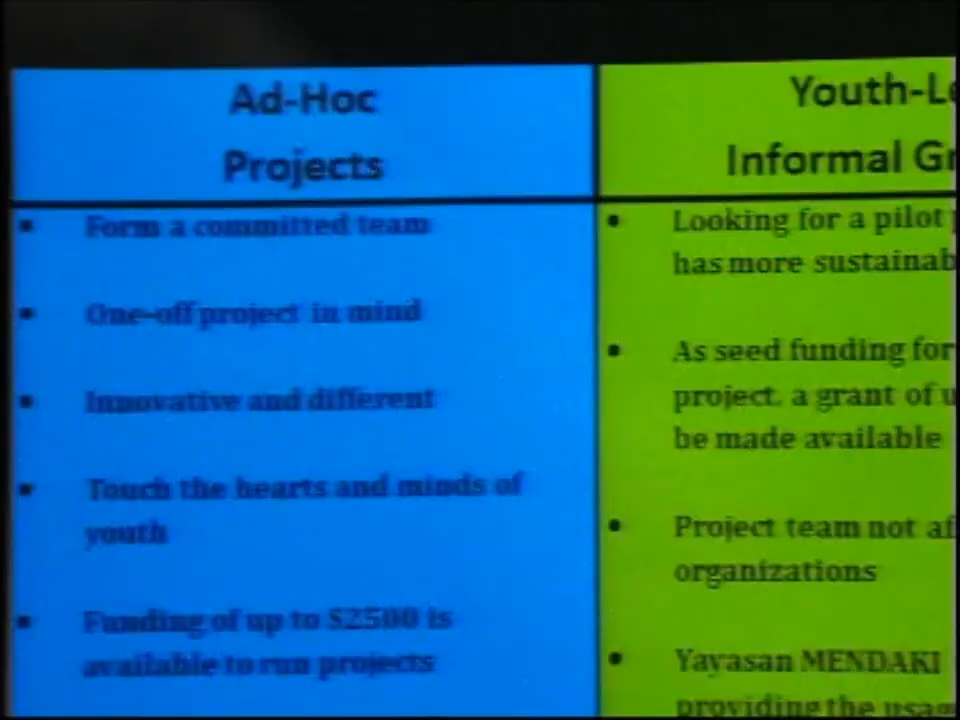 Ad-Hoc
Projects
• Form a committed team
• One-off project in mind
• Innovative and different
• Touch the hearts and minds of
youth
• Funding of up to $2500 is
available to run projects
Youth-L
Informal Gr
• Looking for a pilot
has more sustainab
• As seed funding for
project, a grant of u
be made available
• Project team not af
organizations
• Yayasan MENDAKI
providing the usag